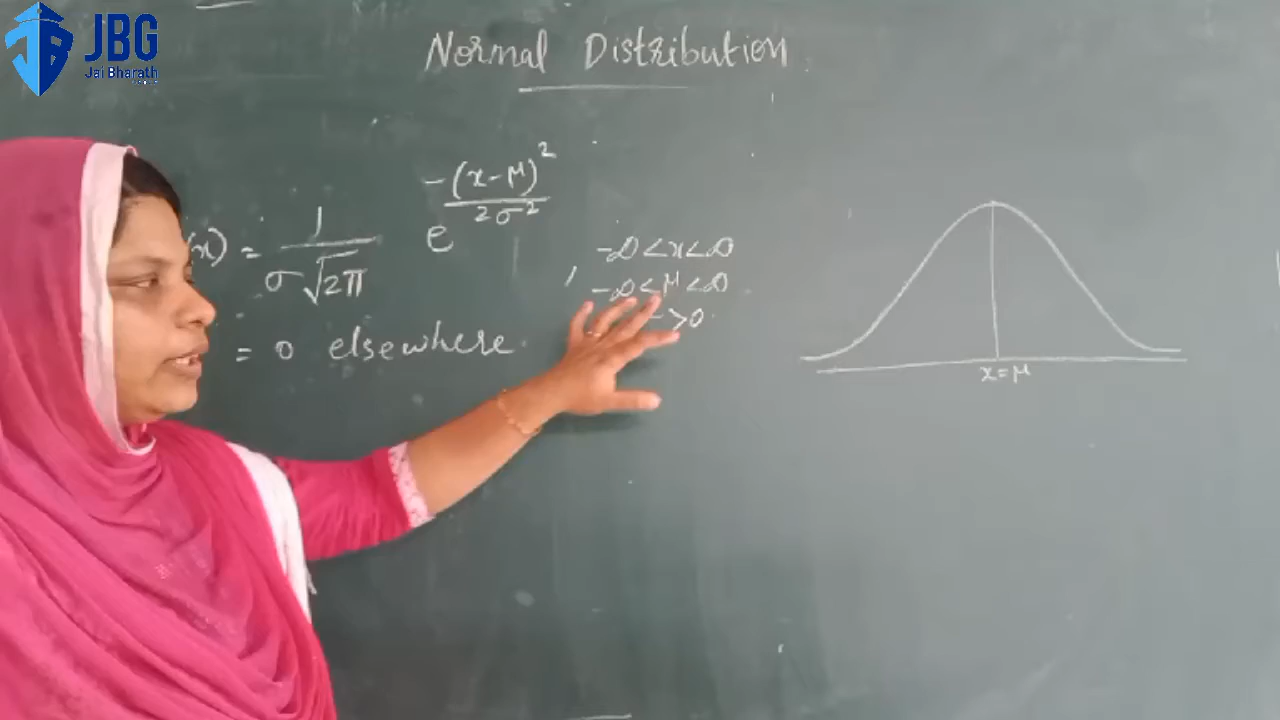 JBG
Jai Bharath
Normal Distribution
(x) = 1/(σ√2π) e^(-(x-μ)²/2σ²) , -∞<x<∞
-∞<μ<∞
>0
= 0 elsewhere
x=μ